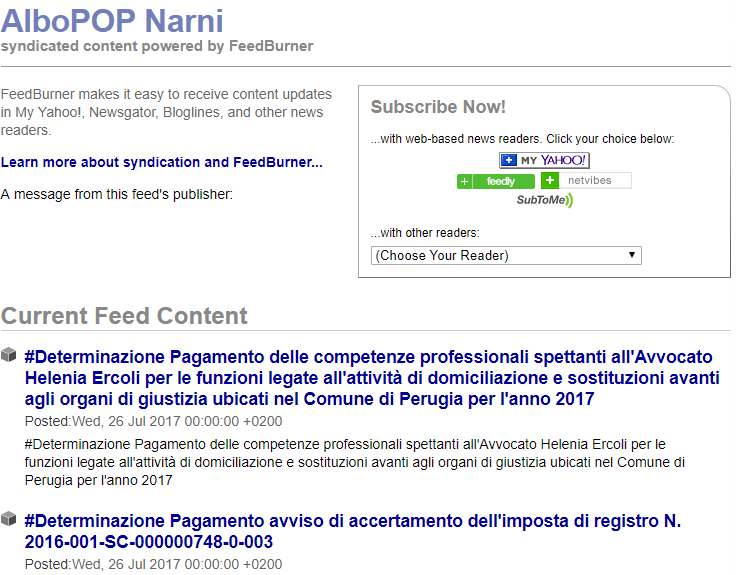 AlboPOP Narni
syndicated content powered by FeedBurner
FeedBurner makes it easy to receive content updates
in My Yahoo!, Newsgator, Bloglines, and other news
readers.
Learn more about syndication and FeedBurner...
A message from this feed's publisher:
Subscribe Now!
...with web-based news readers. Click your choice below:
MY YAHOO!
feedly
netvibes
SubToMe
...with other readers:
(Choose Your Reader)
Current Feed Content
#Determinazione Pagamento delle competenze professionali spettanti all'Avvocato
Helenia Ercoli per le funzioni legate all'attività di domiciliazione e sostituzioni avanti
agli organi di giustizia ubicati nel Comune di Perugia per l'anno 2017
Posted:Wed, 26 Jul 2017 00:00:00 +0200
#Determinazione Pagamento delle competenze professionali spettanti all'Avvocato Helenia Ercoli per le
funzioni legate all'attività di domiciliazione e sostituzioni avanti agli organi di giustizia ubicati nel Comune di
Perugia per l'anno 2017
#Determinazione Pagamento avviso di accertamento dell'imposta di registro N.
2016-001-SC-000000748-0-003
Posted:Wed, 26 Jul 2017 00:00:00 +0200